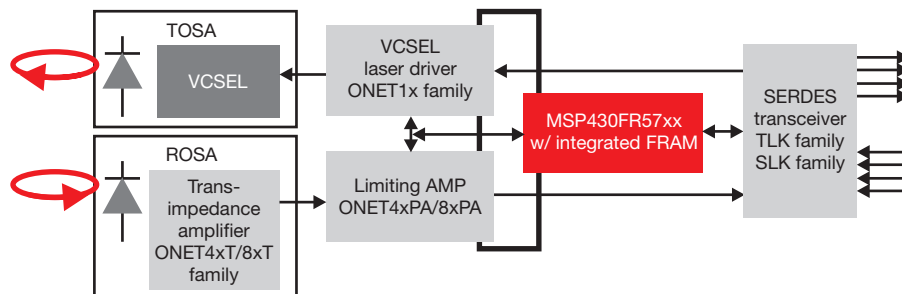 TOSA
VCSEL
VCSEL
laser driver
ONET1x family
MSP430FR57xx
w/ integrated FRAM
SERDES
transceiver
TLK family
SLK family
ROSA
Trans-
impedance
amplifier
ONET4xT/8xT
family
Limiting AMP
ONET4xPA/8xPA